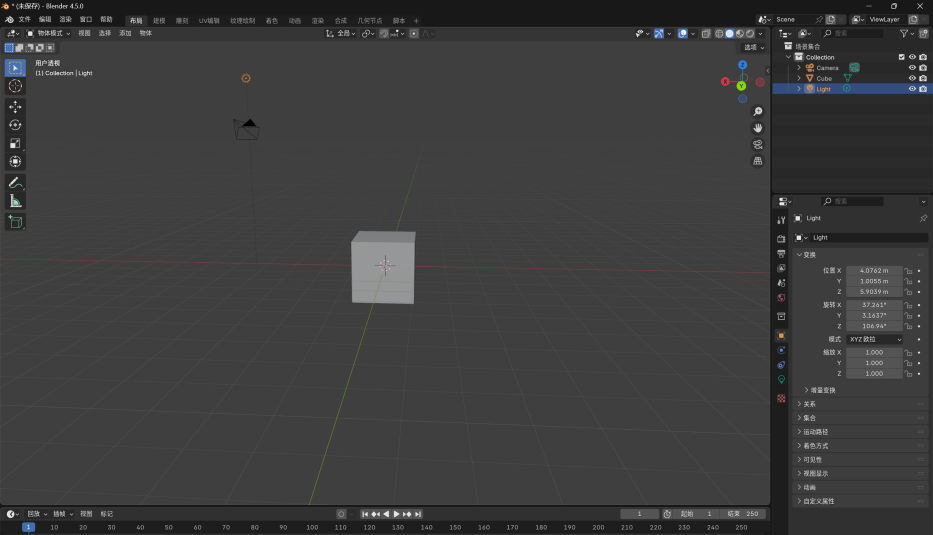 * (未保存) - Blender 4.5.0
文件 编辑 渲染 窗口 帮助 布局 建模 雕刻 UV编辑 纹理绘制 着色 动画 渲染 合成 几何节点 脚本 + Scene ViewLayer
物体模式 视图 选择 添加 物体 全局 搜索
选项
用户透视
(1) Collection | Light
Z
X
Y
场景集合
Collection
Camera
Cube
Light
搜索
Light
Light
变换
位置 X 4.0762 m
Y 1.0055 m
Z 5.9039 m
旋转 X 37.261°
Y 3.1637°
Z 106.94°
模式 XYZ 欧拉
缩放 X 1.000
Y 1.000
Z 1.000
增量变换
关系
集合
运动路径
着色方式
可见性
视图显示
动画
自定义属性
回放 插帧 视图 标记 1 起始 1 结束 250
1 10 20 30 40 50 60 70 80 90 100 110 120 130 140 150 160 170 180 190 200 210 220 230 240 250